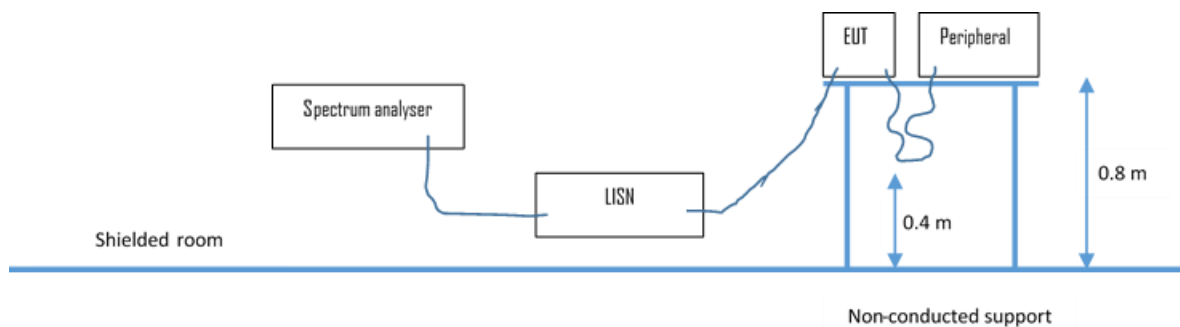 EUT
Peripheral
Spectrum analyser
LISN
0.8 m
0.4 m
Shielded room
Non-conducted support